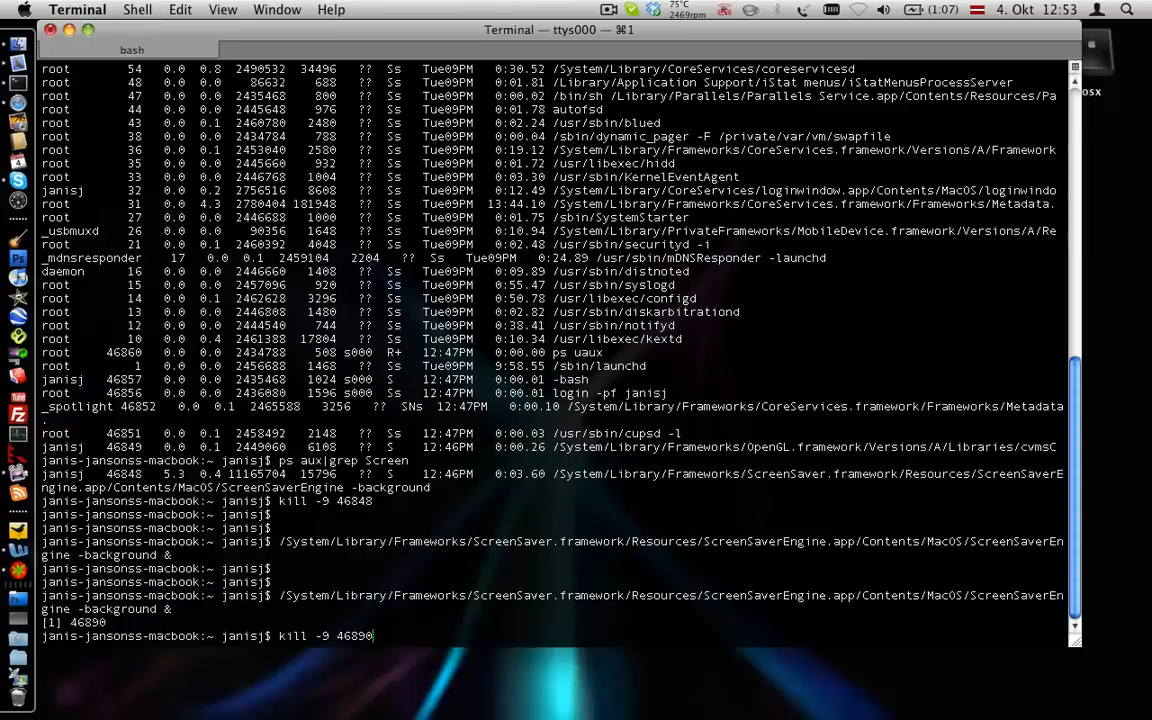 Terminal Shell Edit View Window Help 75°C 2469rpm (1:07) 4. Okt 12:53
Terminal — ttys000 — ⌘1
bash
osx
root 54 0.0 0.8 2490532 34496 ?? Ss Tue09PM 0:30.52 /System/Library/CoreServices/coreservicesd
root 48 0.0 0.0 86632 688 ?? Ss Tue09PM 0:01.81 /Library/Application Support/iStat menus/iStatMenusProcessServer
root 47 0.0 0.0 2435468 800 ?? Ss Tue09PM 0:00.02 /bin/sh /Library/Parallels/Parallels Service.app/Contents/Resources/Pa
root 44 0.0 0.0 2445648 976 ?? Ss Tue09PM 0:01.78 autofsd
root 43 0.0 0.1 2460780 2480 ?? Ss Tue09PM 0:02.24 /usr/sbin/blued
root 38 0.0 0.0 2434784 788 ?? Ss Tue09PM 0:00.04 /sbin/dynamic_pager -F /private/var/vm/swapfile
root 36 0.0 0.1 2453040 2580 ?? Ss Tue09PM 0:19.12 /System/Library/Frameworks/CoreServices.framework/Versions/A/Framework
root 35 0.0 0.0 2445660 932 ?? Ss Tue09PM 0:01.72 /usr/libexec/hidd
root 33 0.0 0.0 2446768 1004 ?? Ss Tue09PM 0:03.30 /usr/sbin/KernelEventAgent
janisj 32 0.0 0.2 2756516 8608 ?? Ss Tue09PM 0:12.49 /System/Library/CoreServices/loginwindow.app/Contents/MacOS/loginwindo
root 31 0.0 4.3 2780404 181948 ?? Ss Tue09PM 13:44.10 /System/Library/Frameworks/CoreServices.framework/Frameworks/Metadata.
root 27 0.0 0.0 2446688 1000 ?? Ss Tue09PM 0:01.75 /sbin/SystemStarter
_usbmuxd 26 0.0 0.0 90356 1648 ?? Ss Tue09PM 0:10.94 /System/Library/PrivateFrameworks/MobileDevice.framework/Versions/A/Re
root 21 0.0 0.1 2460392 4048 ?? Ss Tue09PM 0:02.48 /usr/sbin/securityd -i
_mdnsresponder 17 0.0 0.1 2459104 2204 ?? Ss Tue09PM 0:24.89 /usr/sbin/mDNSResponder -launchd
daemon 16 0.0 0.0 2446660 1408 ?? Ss Tue09PM 0:09.89 /usr/sbin/distnoted
root 15 0.0 0.0 2457096 920 ?? Ss Tue09PM 0:55.47 /usr/sbin/syslogd
root 14 0.0 0.1 2462628 3296 ?? Ss Tue09PM 0:50.78 /usr/libexec/configd
root 13 0.0 0.0 2446808 1480 ?? Ss Tue09PM 0:02.82 /usr/sbin/diskarbitrationd
root 12 0.0 0.0 2444540 744 ?? Ss Tue09PM 0:38.41 /usr/sbin/notifyd
root 10 0.0 0.4 2461388 17804 ?? Ss Tue09PM 0:10.34 /usr/libexec/kextd
root 46860 0.0 0.0 2434788 508 s000 R+ 12:47PM 0:00.00 ps uaux
root 1 0.0 0.0 2456688 1468 ?? Ss Tue09PM 9:58.55 /sbin/launchd
janisj 46857 0.0 0.0 2435468 1024 s000 S 12:47PM 0:00.01 -bash
root 46856 0.0 0.0 2436080 1596 s000 Ss 12:47PM 0:00.01 login -pf janisj
_spotlight 46852 0.0 0.1 2465588 3256 ?? SNs 12:47PM 0:00.10 /System/Library/Frameworks/CoreServices.framework/Frameworks/Metadata
.
root 46851 0.0 0.1 2458492 2148 ?? Ss 12:47PM 0:00.03 /usr/sbin/cupsd -l
janisj 46849 0.0 0.1 2449060 6108 ?? S 12:46PM 0:00.26 /System/Library/Frameworks/OpenGL.framework/Versions/A/Libraries/cvmsC
janis-jansonss-macbook:~ janisj$ ps aux|grep Screen
janisj 46848 5.3 0.4 11165704 15796 ?? S 12:46PM 0:03.60 /System/Library/Frameworks/ScreenSaver.framework/Resources/ScreenSaverE
ngine.app/Contents/MacOS/ScreenSaverEngine -background
janis-jansonss-macbook:~ janisj$ kill -9 46848
janis-jansonss-macbook:~ janisj$
janis-jansonss-macbook:~ janisj$
janis-jansonss-macbook:~ janisj$ /System/Library/Frameworks/ScreenSaver.framework/Resources/ScreenSaverEngine.app/Contents/MacOS/ScreenSaverEn
gine -background &
janis-jansonss-macbook:~ janisj$
janis-jansonss-macbook:~ janisj$
janis-jansonss-macbook:~ janisj$ /System/Library/Frameworks/ScreenSaver.framework/Resources/ScreenSaverEngine.app/Contents/MacOS/ScreenSaverEn
gine -background &
[1] 46890
janis-jansonss-macbook:~ janisj$ kill -9 46890